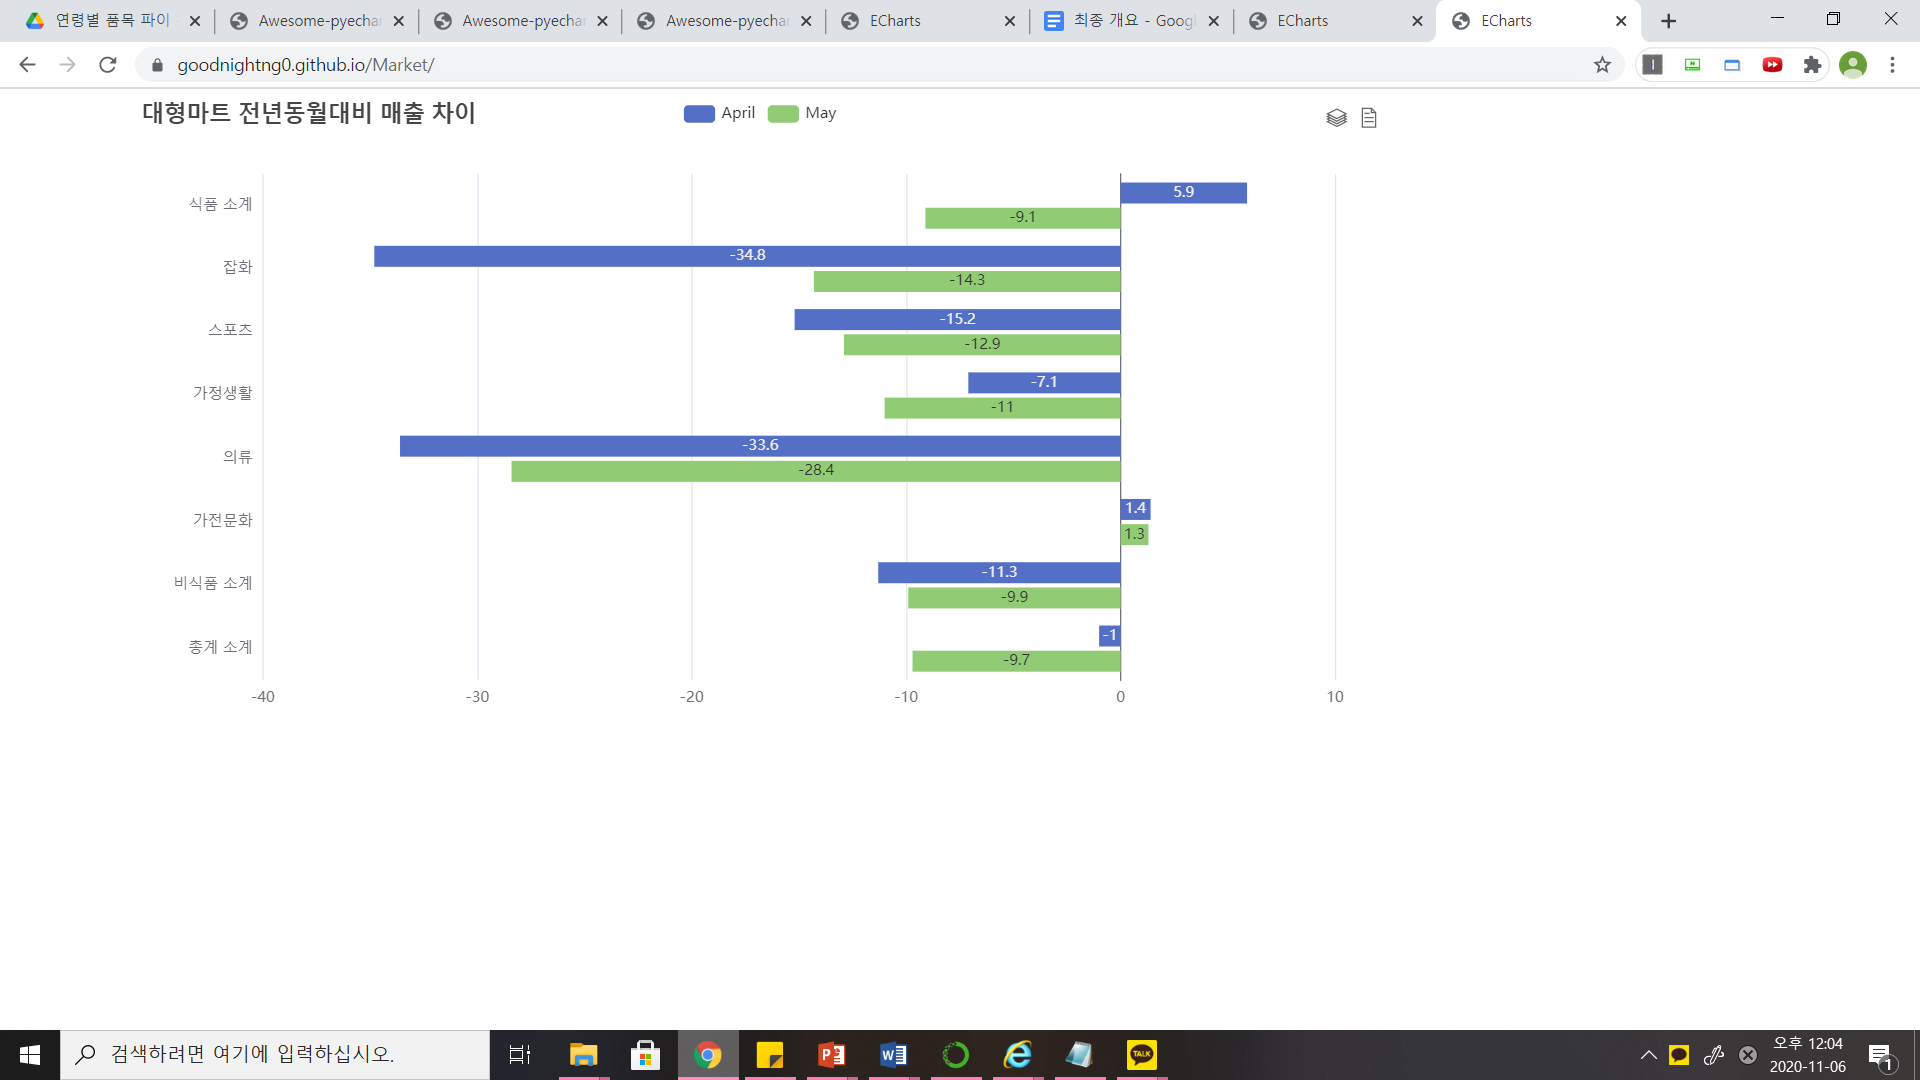 연령별 품목 파이
Awesome-pyechar
Awesome-pyechar
Awesome-pyechar
ECharts
최종 개요 - Googl
ECharts
ECharts
goodnightng0.github.io/Market/
대형마트 전년동월대비 매출 차이
April
May
식품 소계
5.9
-9.1
잡화
-34.8
-14.3
스포츠
-15.2
-12.9
가정생활
-7.1
-11
의류
-33.6
-28.4
가전문화
1.4
1.3
비식품 소계
-11.3
-9.9
총계 소계
-1
-9.7
-40 -30 -20 -10 0 10
검색하려면 여기에 입력하십시오.
TALK
오후 12:04
2020-11-06
1